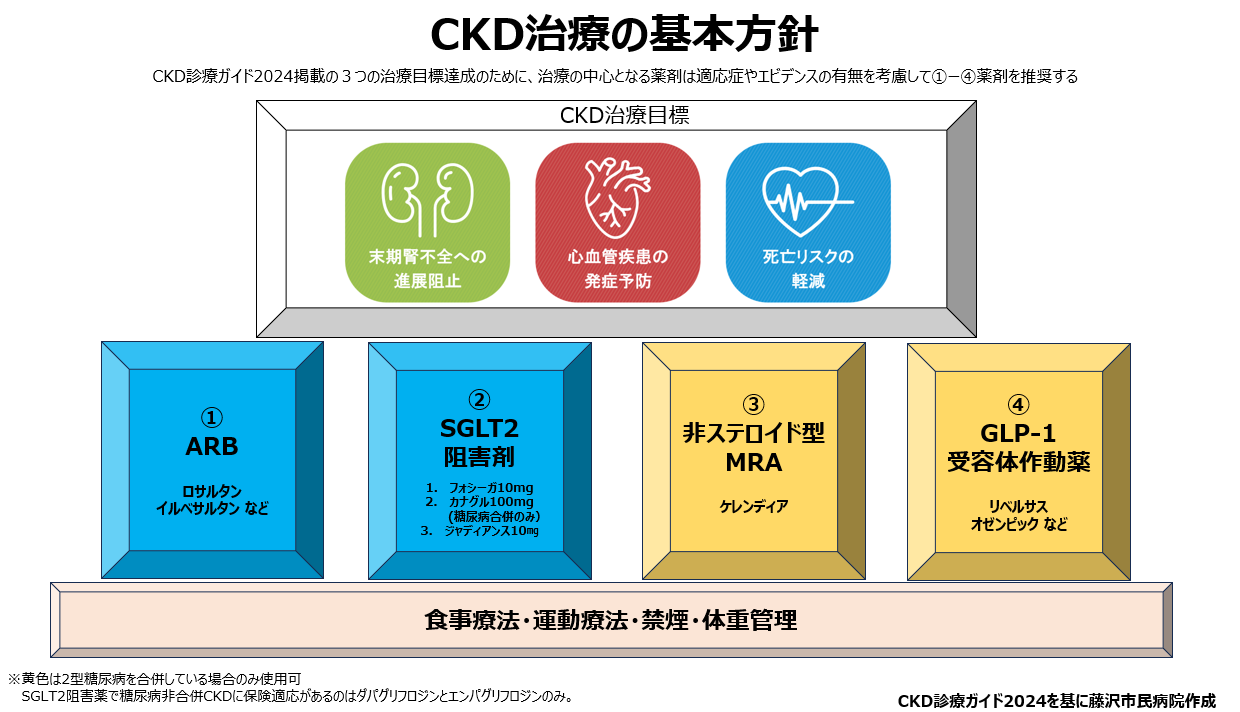 CKD治療の基本方針
CKD診療ガイド2024掲載の３つの治療目標達成のために、治療の中心となる薬剤は適応症やエビデンスの有無を考慮して①－④薬剤を推奨する
CKD治療目標
末期腎不全への
進展阻止
心血管疾患の
発症予防
死亡リスクの
軽減
①
ARB
ロサルタン
イルベサルタン など
②
SGLT2
阻害剤
1. フォシーガ10mg
2. カナグル100mg
(糖尿病合併のみ)
3. ジャディアンス10㎎
③
非ステロイド型
MRA
ケレンディア
④
GLP-1
受容体作動薬
リベルサス
オゼンピック など
食事療法・運動療法・禁煙・体重管理
※黄色は2型糖尿病を合併している場合のみ使用可
SGLT2阻害薬で糖尿病非合併CKDに保険適応があるのはダパグリフロジンとエンパグリフロジンのみ。
CKD診療ガイド2024を基に藤沢市民病院作成